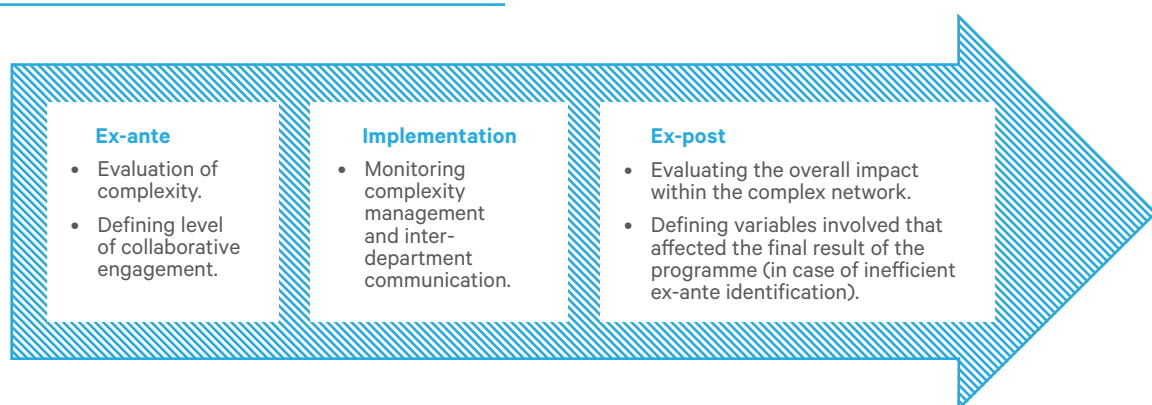 Ex-ante
• Evaluation of
complexity.
• Defining level
of collaborative
engagement.
Implementation
• Monitoring
complexity
management
and inter-
department
communication.
Ex-post
• Evaluating the overall impact
within the complex network.
• Defining variables involved that
affected the final result of the
programme (in case of inefficient
ex-ante identification).